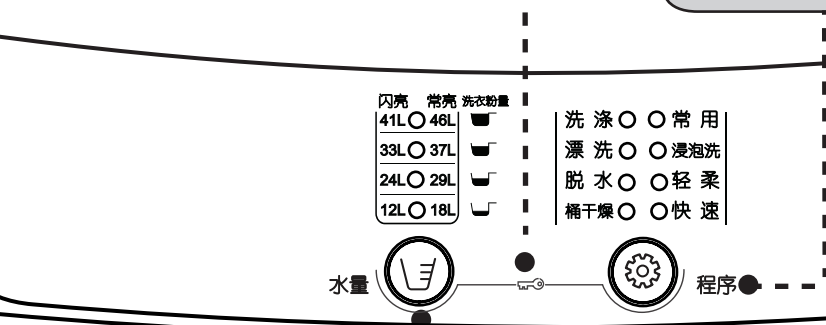 闪亮 常亮 洗衣粉量
41L 46L
33L 37L
24L 29L
12L 18L
水量
洗涤 常用
漂洗 浸泡洗
脱水 轻柔
桶干燥 快速
程序